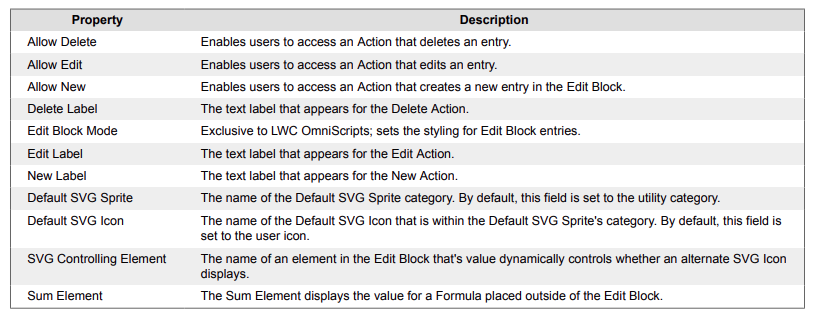 Property Description
Allow Delete Enables users to access an Action that deletes an entry.
Allow Edit Enables users to access an Action that edits an entry.
Allow New Enables users to access an Action that creates a new entry in the Edit Block.
Delete Label The text label that appears for the Delete Action.
Edit Block Mode Exclusive to LWC OmniScripts; sets the styling for Edit Block entries.
Edit Label The text label that appears for the Edit Action.
New Label The text label that appears for the New Action.
Default SVG Sprite The name of the Default SVG Sprite category. By default, this field is set to the utility category.
Default SVG Icon The name of the Default SVG Icon that is within the Default SVG Sprite's category. By default, this field is
set to the user icon.
SVG Controlling Element The name of an element in the Edit Block that's value dynamically controls whether an alternate SVG Icon
displays.
Sum Element The Sum Element displays the value for a Formula placed outside of the Edit Block.